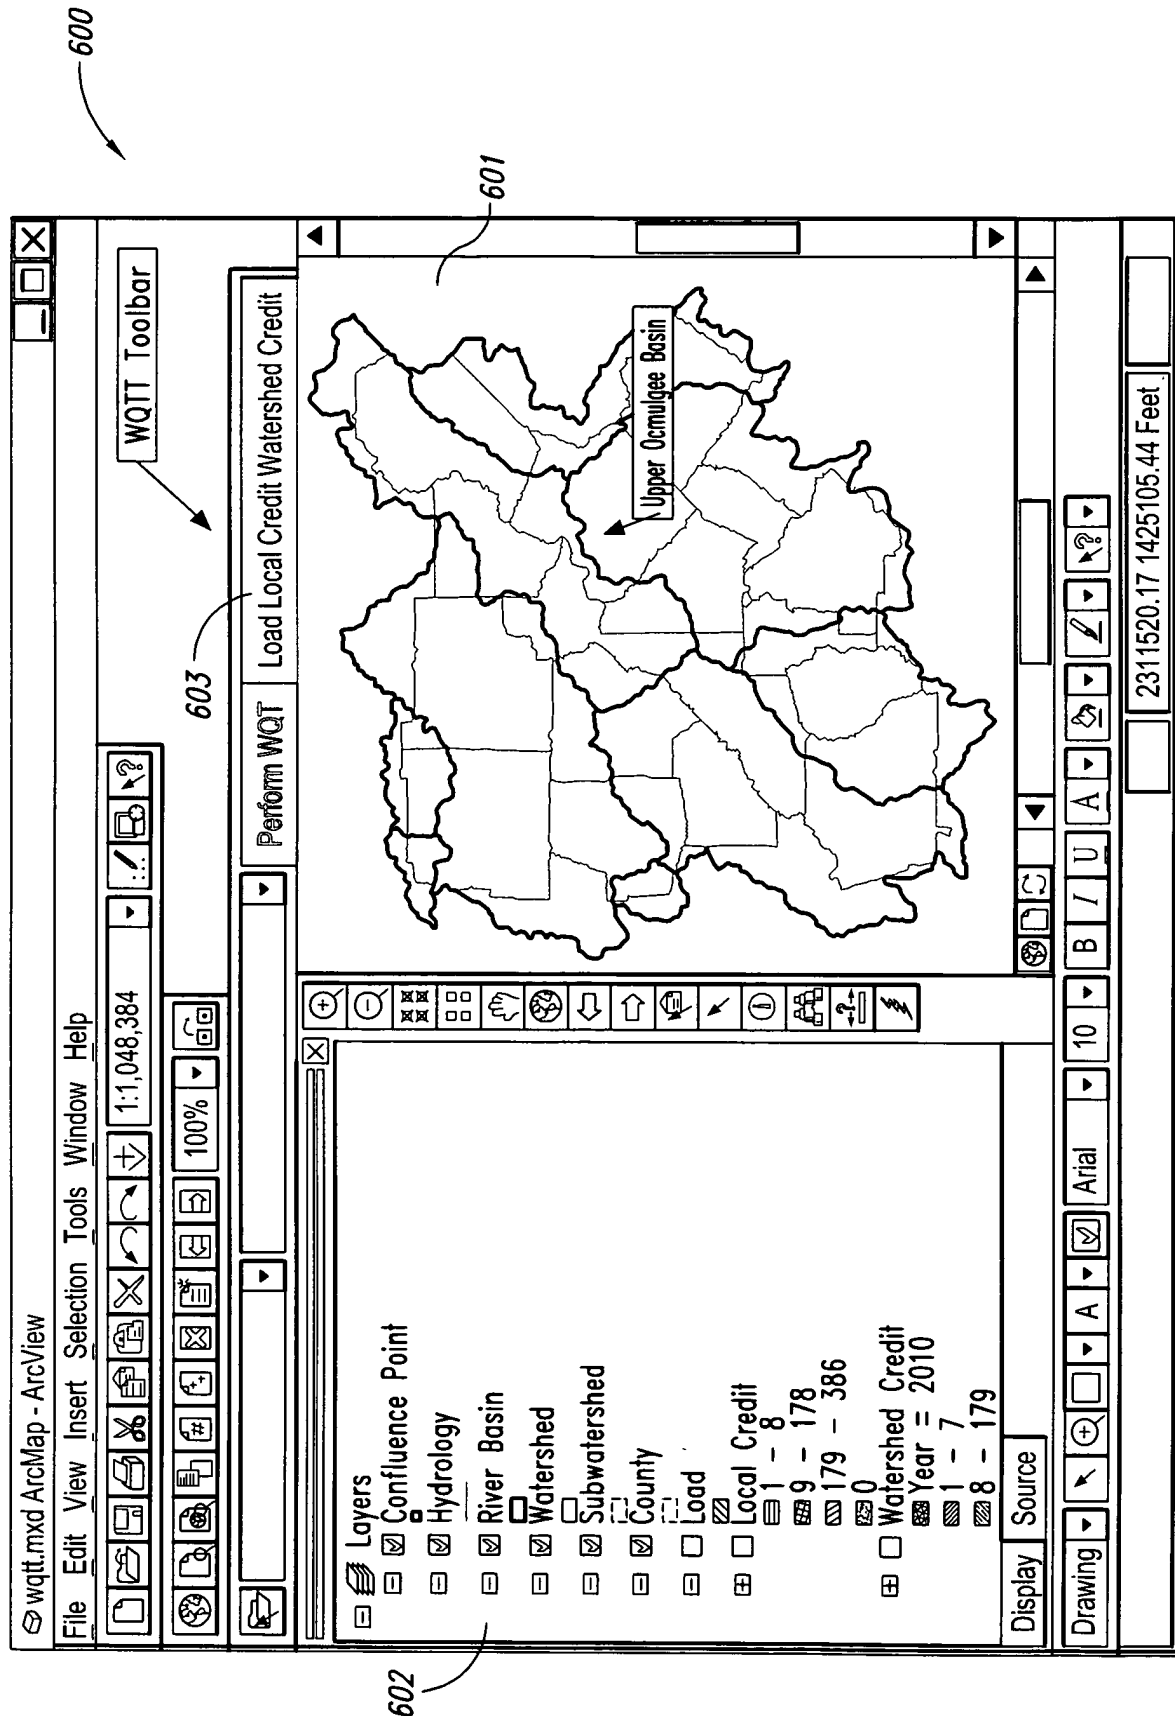 600
wqtt.mxd ArcMap - ArcView
File Edit View Insert Selection Tools Window Help
1:1,048,384
WQTT Toolbar
100%
603
Perform WQT
Load Local Credit Watershed Credit
601
602
Layers
Confluence Point
Hydrology
River Basin
Watershed
Subwatershed
County
Load
Local Credit
1 - 8
9 - 178
179 - 386
0
Watershed Credit
Year = 2010
1 - 7
8 - 179
Upper Ocmulgee Basin
Display Source
Drawing A Arial 10 B I U A
2311520.17 1425105.44 Feet